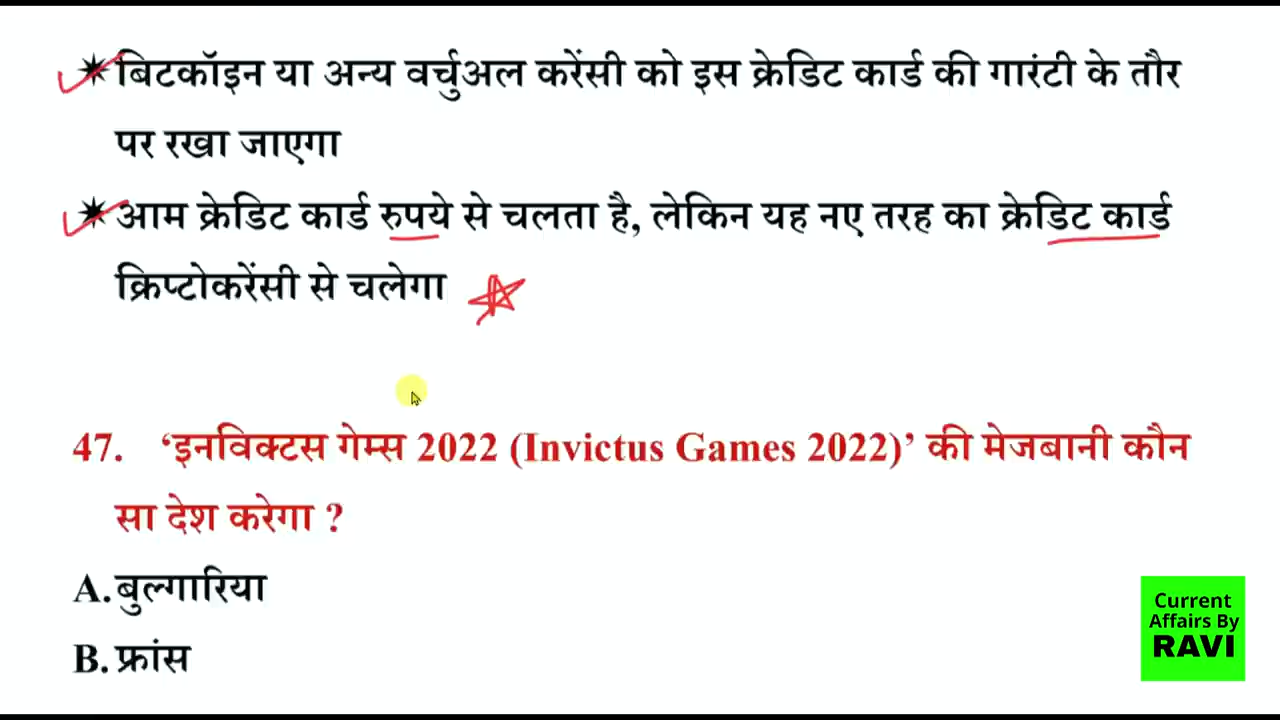 ✶ बिटकॉइन या अन्य वर्चुअल करेंसी को इस क्रेडिट कार्ड की गारंटी के तौर
पर रखा जाएगा
✶ आम क्रेडिट कार्ड रुपये से चलता है, लेकिन यह नए तरह का क्रेडिट कार्ड
क्रिप्टोकरेंसी से चलेगा
47. ‘इनविक्टस गेम्स 2022 (Invictus Games 2022)’ की मेजबानी कौन
सा देश करेगा ?
A. बुल्गारिया
B. फ्रांस
Current
Affairs By
RAVI